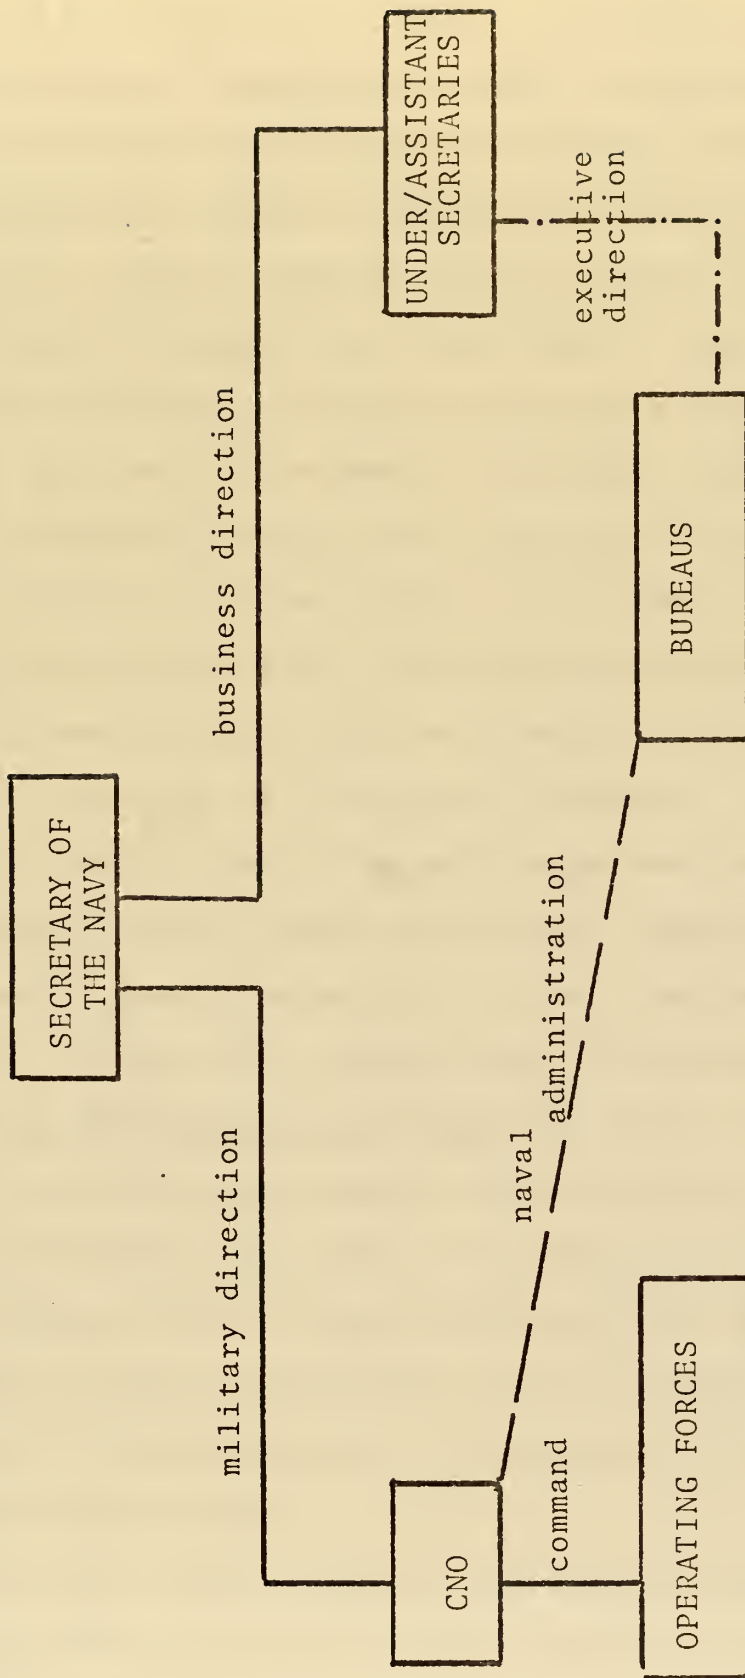 SECRETARY OF
THE NAVY
military direction
business direction
CNO
UNDER/ASSISTANT
SECRETARIES
command
naval
administration
executive
direction
OPERATING FORCES
BUREAUS